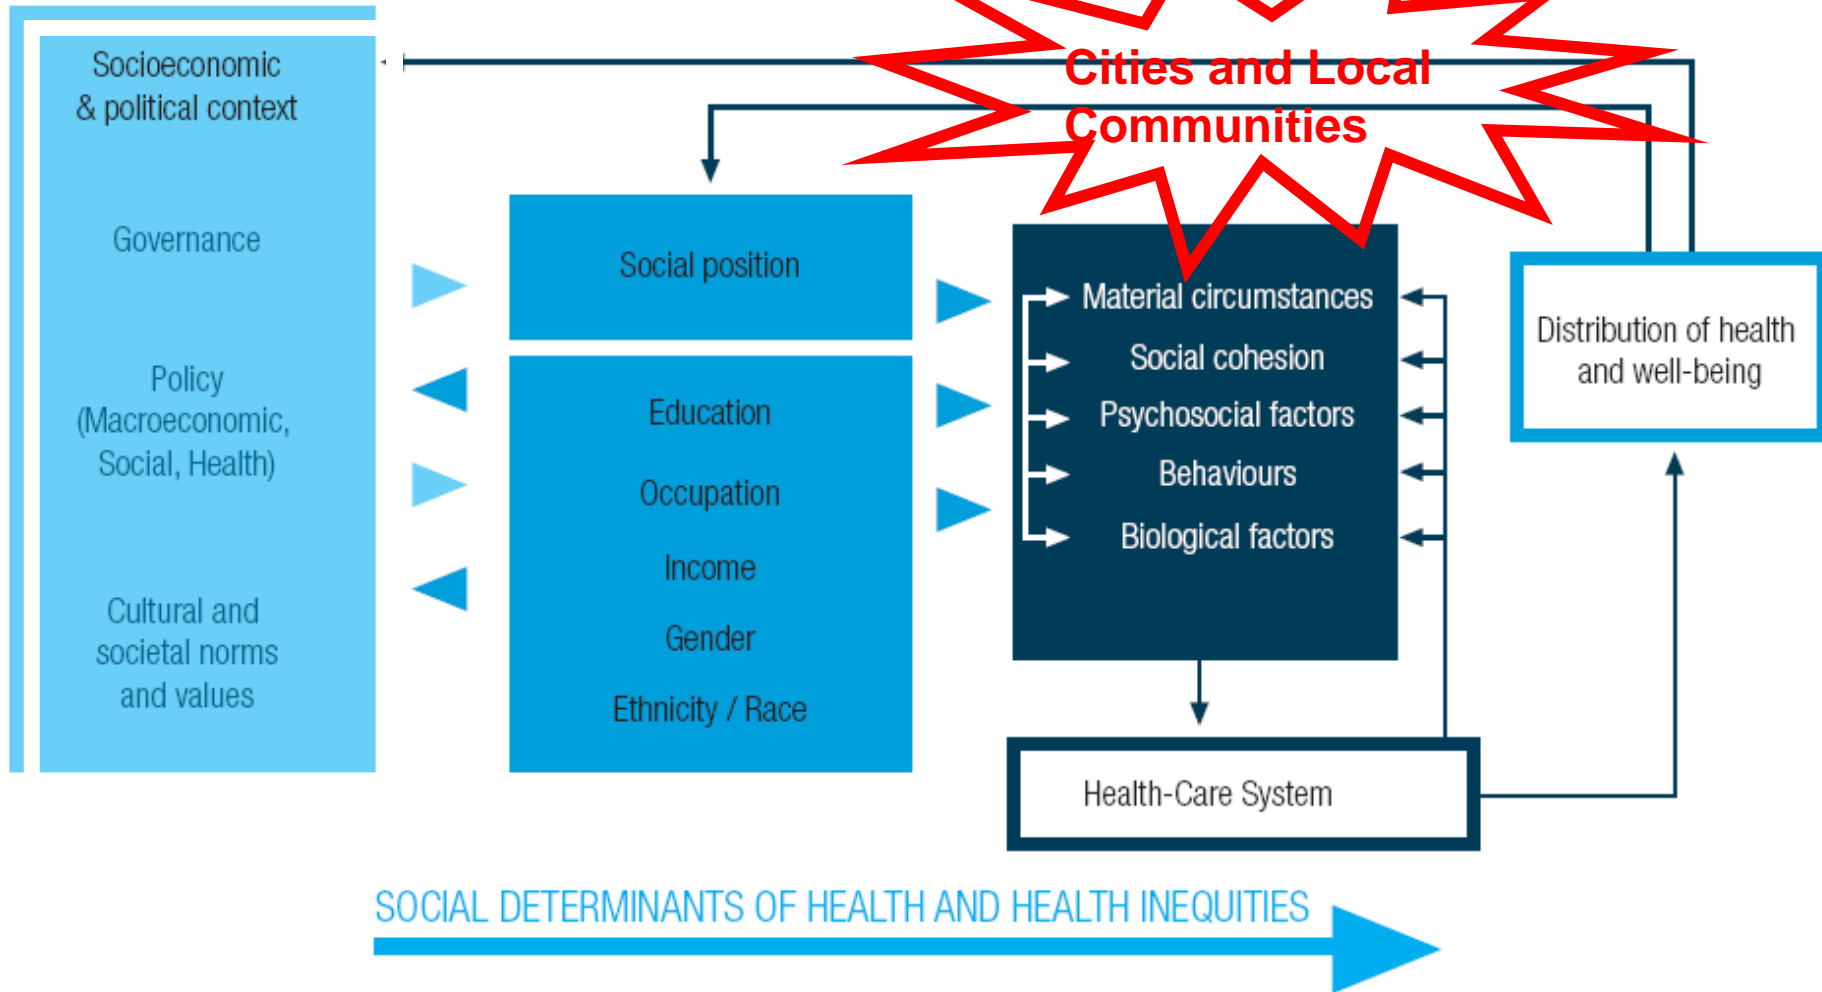 Cities and Local
Communities
Socioeconomic
& political context
Governance
Policy
(Macroeconomic,
Social, Health)
Cultural and
societal norms
and values
Social position
Education
Occupation
Income
Gender
Ethnicity / Race
Material circumstances
Social cohesion
Psychosocial factors
Behaviours
Biological factors
Health-Care System
Distribution of health
and well-being
SOCIAL DETERMINANTS OF HEALTH AND HEALTH INEQUITIES